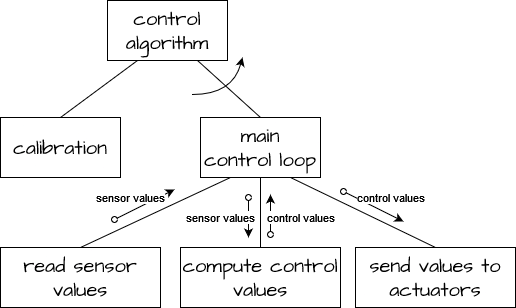 control
algorithm
calibration
main
control loop
sensor values
sensor values
control values
control values
read sensor
values
compute control
values
send values to
actuators